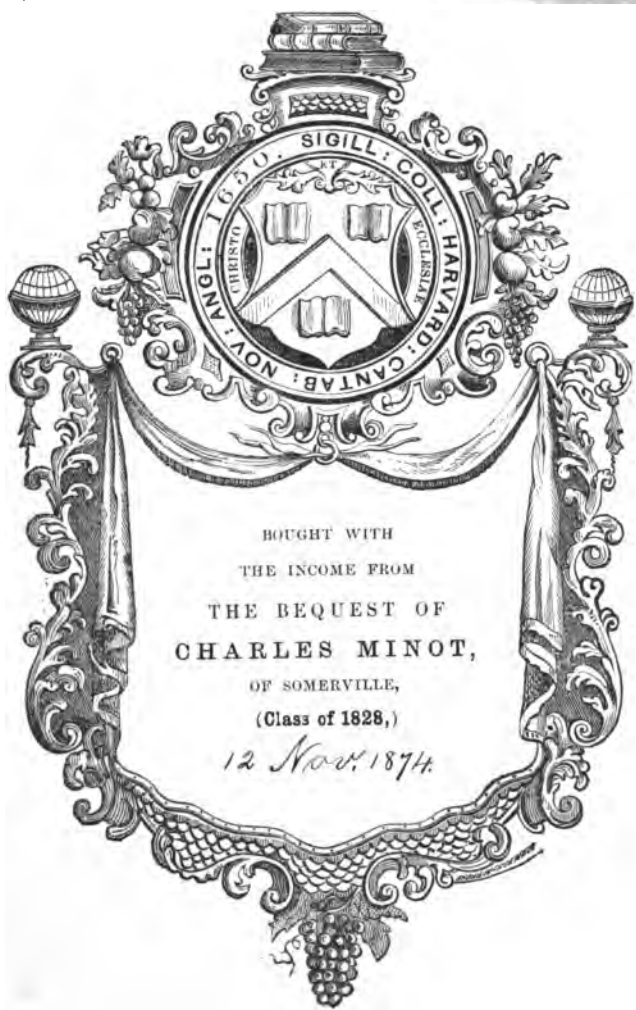 SIGILL: COLL: HARVARD: CANTAB: NOV: ANGL: 1650.
CHRISTO
ET
ECCLESIAE
BOUGHT WITH
THE INCOME FROM
THE BEQUEST OF
CHARLES MINOT,
OF SOMERVILLE,
(Class of 1828,)
12 Nov. 1874.